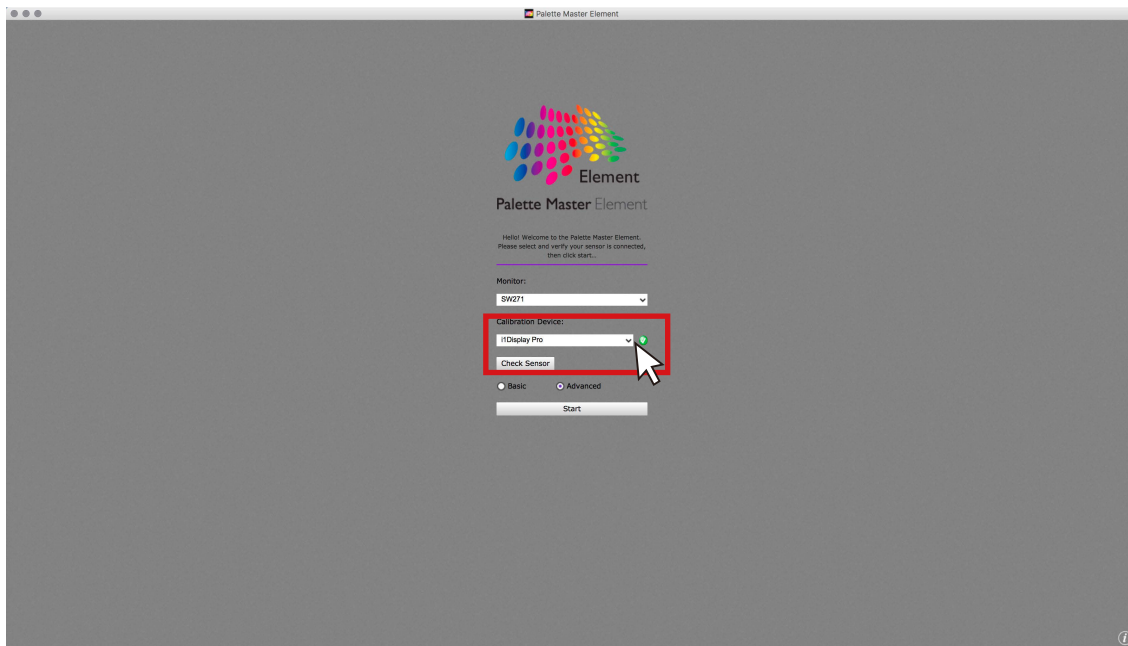 Palette Master Element
Element
Palette Master Element
Hello! Welcome to the Palette Master Element.
Please select and verify your sensor is connected,
then click start...
Monitor:
SW271
Calibration Device:
i1Display Pro
Check Sensor
Basic Advanced
Start
i